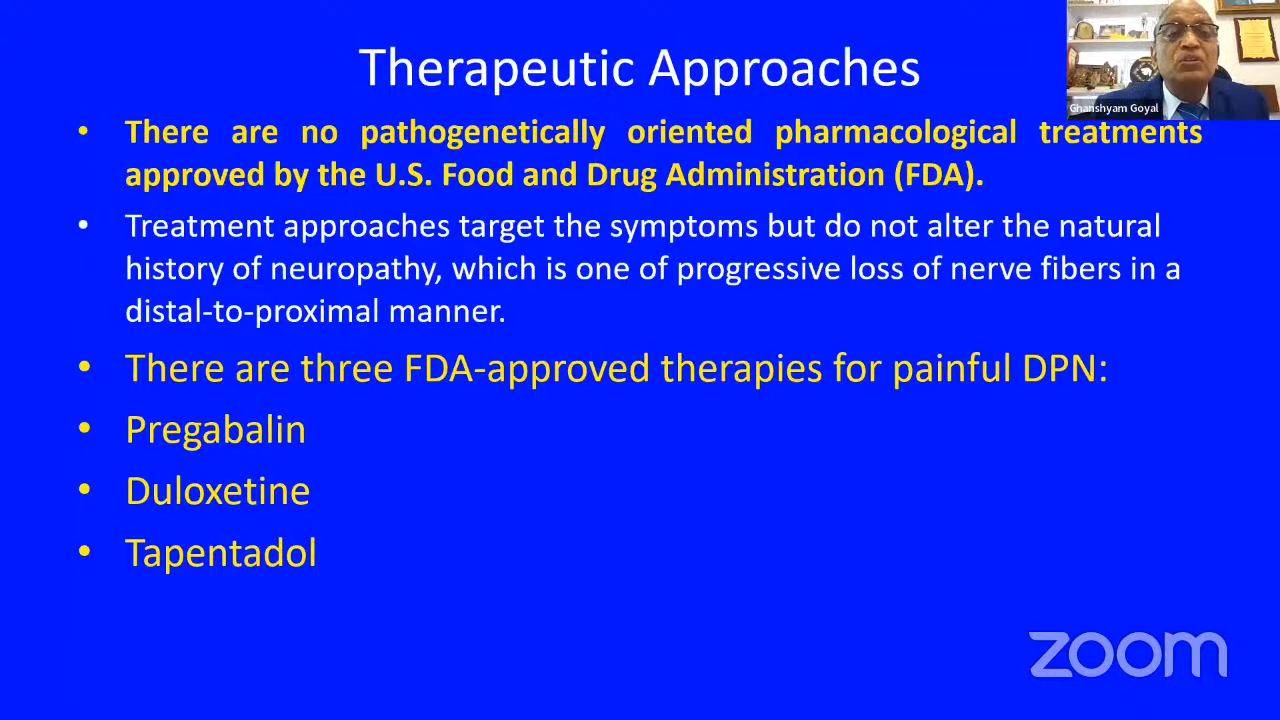 Therapeutic Approaches
Ghanshyam Goyal
• There are no pathogenetically oriented pharmacological treatments
approved by the U.S. Food and Drug Administration (FDA).
• Treatment approaches target the symptoms but do not alter the natural
history of neuropathy, which is one of progressive loss of nerve fibers in a
distal-to-proximal manner.
• There are three FDA-approved therapies for painful DPN:
• Pregabalin
• Duloxetine
• Tapentadol
zoom